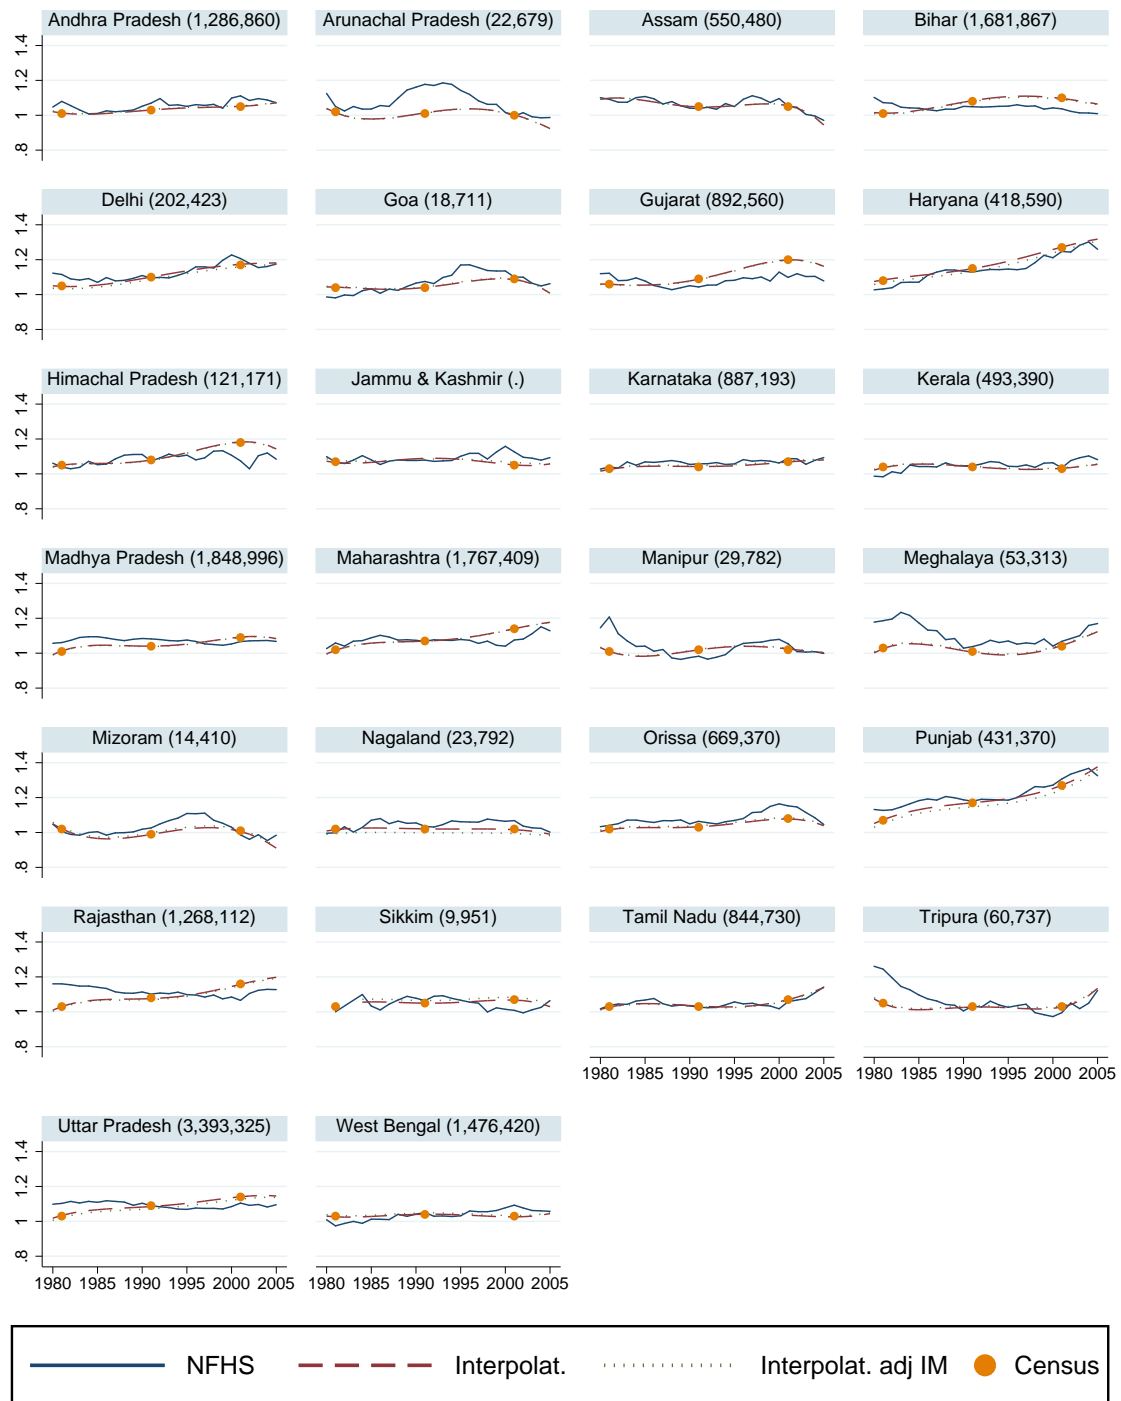 Andhra Pradesh (1,286,860) Arunachal Pradesh (22,679) Assam (550,480) Bihar (1,681,867)
1.4
1.2
1
.8
Delhi (202,423) Goa (18,711) Gujarat (892,560) Haryana (418,590)
1.4
1.2
1
.8
Himachal Pradesh (121,171) Jammu & Kashmir (.) Karnataka (887,193) Kerala (493,390)
1.4
1.2
1
.8
Madhya Pradesh (1,848,996) Maharashtra (1,767,409) Manipur (29,782) Meghalaya (53,313)
1.4
1.2
1
.8
Mizoram (14,410) Nagaland (23,792) Orissa (669,370) Punjab (431,370)
1.4
1.2
1
.8
Rajasthan (1,268,112) Sikkim (9,951) Tamil Nadu (844,730) Tripura (60,737)
1.4
1.2
1
.8
1980 1985 1990 1995 2000 2005 1980 1985 1990 1995 2000 2005
Uttar Pradesh (3,393,325) West Bengal (1,476,420)
1.4
1.2
1
.8
1980 1985 1990 1995 2000 2005 1980 1985 1990 1995 2000 2005
NFHS Interpolat. Interpolat. adj IM Census